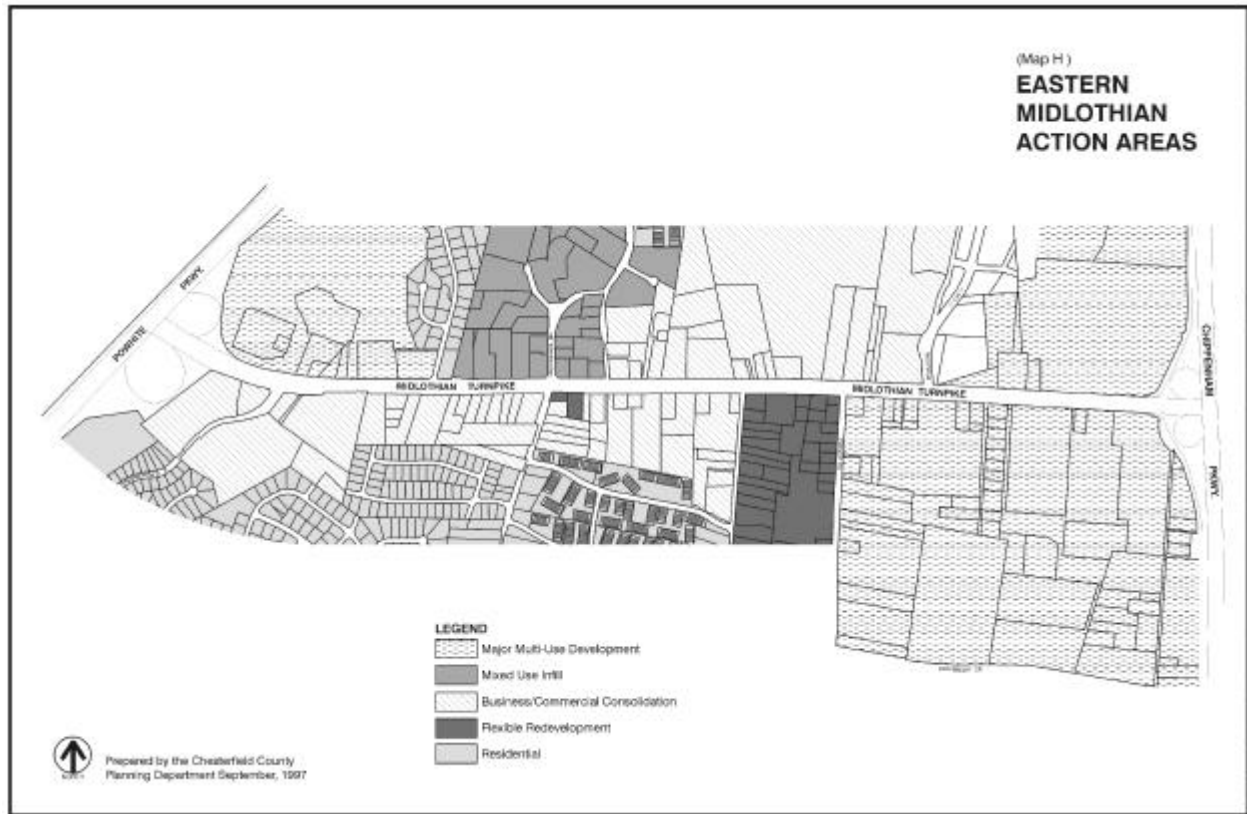 (Map H )
EASTERN
MIDLOTHIAN
ACTION AREAS
POWHITE PKWY.
CHIPPENHAM PKWY.
MIDLOTHIAN TURNPIKE
MIDLOTHIAN TURNPIKE
LEGEND
Major Multi-Use Development
Mixed Use Infill
Business/Commercial Consolidation
Flexible Redevelopment
Residential
NORTH
Prepared by the Chesterfield County
Planning Department September, 1997